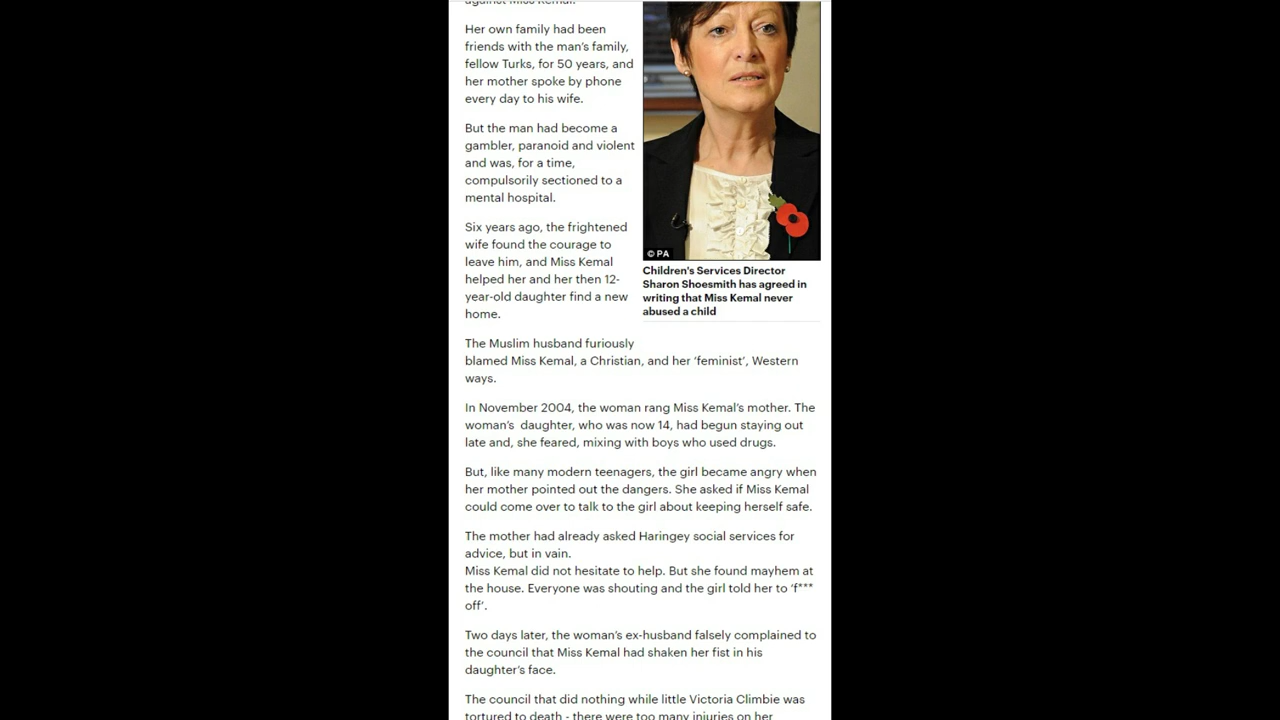 against Miss Kemal.
Her own family had been
friends with the man’s family,
fellow Turks, for 50 years, and
her mother spoke by phone
every day to his wife.
But the man had become a
gambler, paranoid and violent
and was, for a time,
compulsorily sectioned to a
mental hospital.
Six years ago, the frightened
wife found the courage to
leave him, and Miss Kemal
helped her and her then 12-
year-old daughter find a new
home.
© PA
Children's Services Director
Sharon Shoesmith has agreed in
writing that Miss Kemal never
abused a child
The Muslim husband furiously
blamed Miss Kemal, a Christian, and her ‘feminist’, Western
ways.
In November 2004, the woman rang Miss Kemal’s mother. The
woman’s daughter, who was now 14, had begun staying out
late and, she feared, mixing with boys who used drugs.
But, like many modern teenagers, the girl became angry when
her mother pointed out the dangers. She asked if Miss Kemal
could come over to talk to the girl about keeping herself safe.
The mother had already asked Haringey social services for
advice, but in vain.
Miss Kemal did not hesitate to help. But she found mayhem at
the house. Everyone was shouting and the girl told her to ‘f***
off’.
Two days later, the woman’s ex-husband falsely complained to
the council that Miss Kemal had shaken her fist in his
daughter’s face.
The council that did nothing while little Victoria Climbie was
tortured to death - there were too many injuries on her